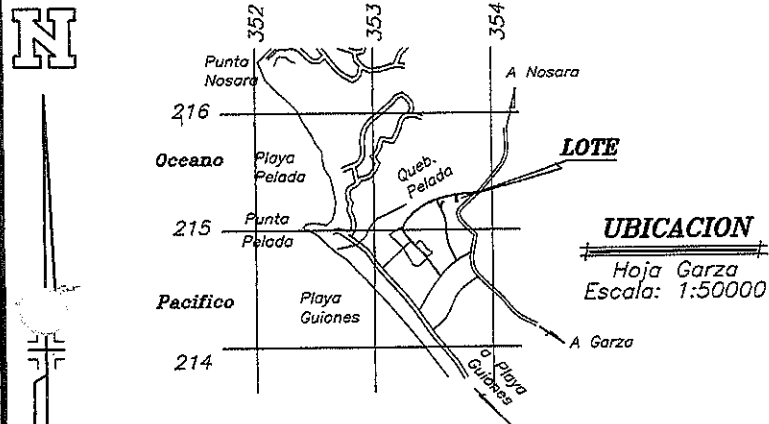 N
352
353
354
Punta
Nosara
A Nosara
216
Oceano
Playa
Pelada
Queb.
Pelada
LOTE
215
Punta
Pelada
UBICACION
Hoja Garza
Escala: 1:50000
Pacifico
Playa
Guiones
A Garza
214
a Playa
Guiones